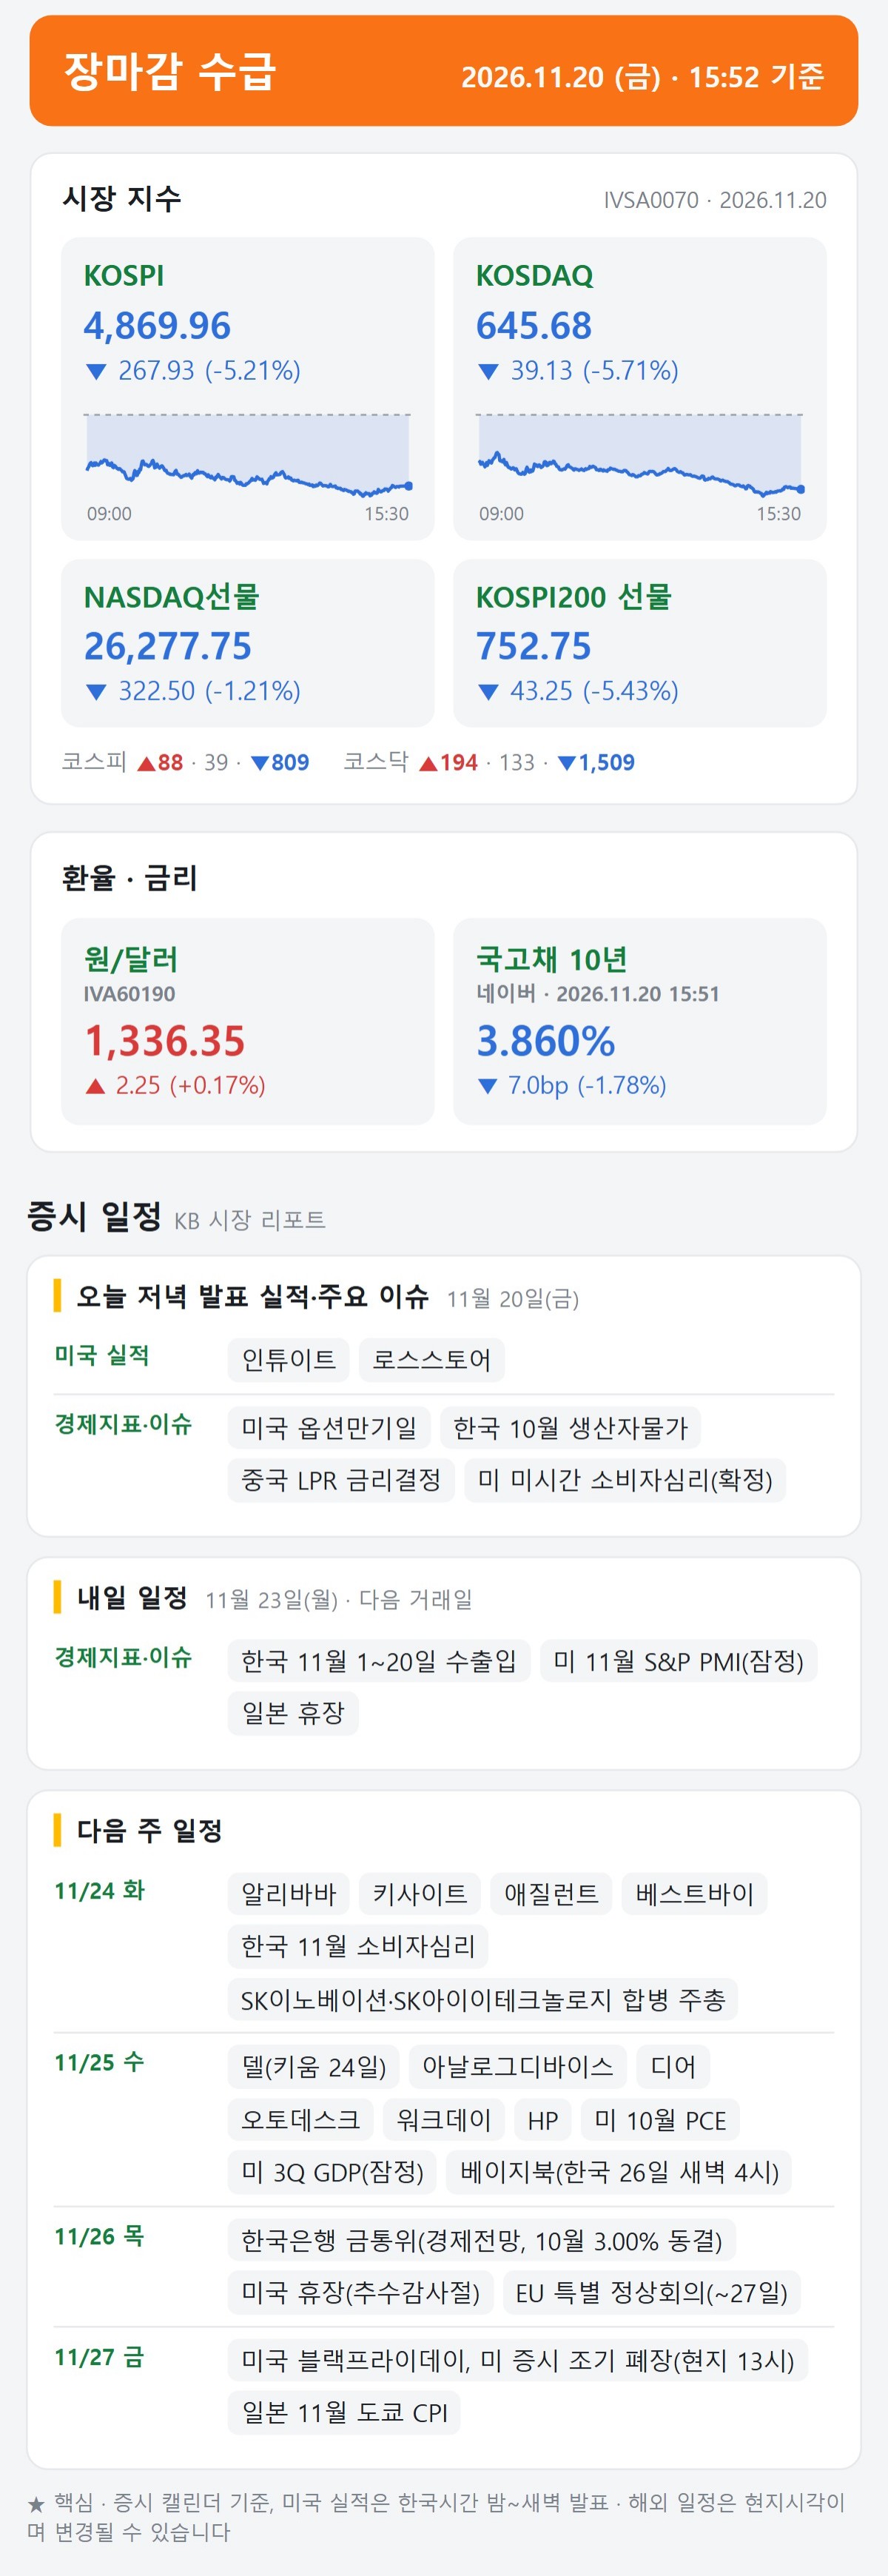 장마감 수급
2026.11.20 (금) · 15:52 기준
시장 지수
IVSA0070 · 2026.11.20
KOSPI
4,869.96
▼ 267.93 (-5.21%)
09:00
15:30
KOSDAQ
645.68
▼ 39.13 (-5.71%)
09:00
15:30
NASDAQ선물
26,277.75
▼ 322.50 (-1.21%)
KOSPI200 선물
752.75
▼ 43.25 (-5.43%)
코스피 ▲88 · 39 · ▼809 코스닥 ▲194 · 133 · ▼1,509
환율 · 금리
원/달러
IVA60190
1,336.35
▲ 2.25 (+0.17%)
국고채 10년
네이버 · 2026.11.20 15:51
3.860%
▼ 7.0bp (-1.78%)
증시 일정 KB 시장 리포트
오늘 저녁 발표 실적·주요 이슈 11월 20일(금)
미국 실적 인튜이트 로스스토어
경제지표·이슈 미국 옵션만기일 한국 10월 생산자물가
중국 LPR 금리결정 미 미시간 소비자심리(확정)
내일 일정 11월 23일(월) · 다음 거래일
경제지표·이슈 한국 11월 1~20일 수출입 미 11월 S&P PMI(잠정)
일본 휴장
다음 주 일정
11/24 화 알리바바 키사이트 애질런트 베스트바이
한국 11월 소비자심리
SK이노베이션·SK아이이테크놀로지 합병 주총
11/25 수 델(키움 24일) 아날로그디바이스 디어
오토데스크 워크데이 HP 미 10월 PCE
미 3Q GDP(잠정) 베이지북(한국 26일 새벽 4시)
11/26 목 한국은행 금통위(경제전망, 10월 3.00% 동결)
미국 휴장(추수감사절) EU 특별 정상회의(~27일)
11/27 금 미국 블랙프라이데이, 미 증시 조기 폐장(현지 13시)
일본 11월 도쿄 CPI
★ 핵심 · 증시 캘린더 기준, 미국 실적은 한국시간 밤~새벽 발표 · 해외 일정은 현지시각이
며 변경될 수 있습니다